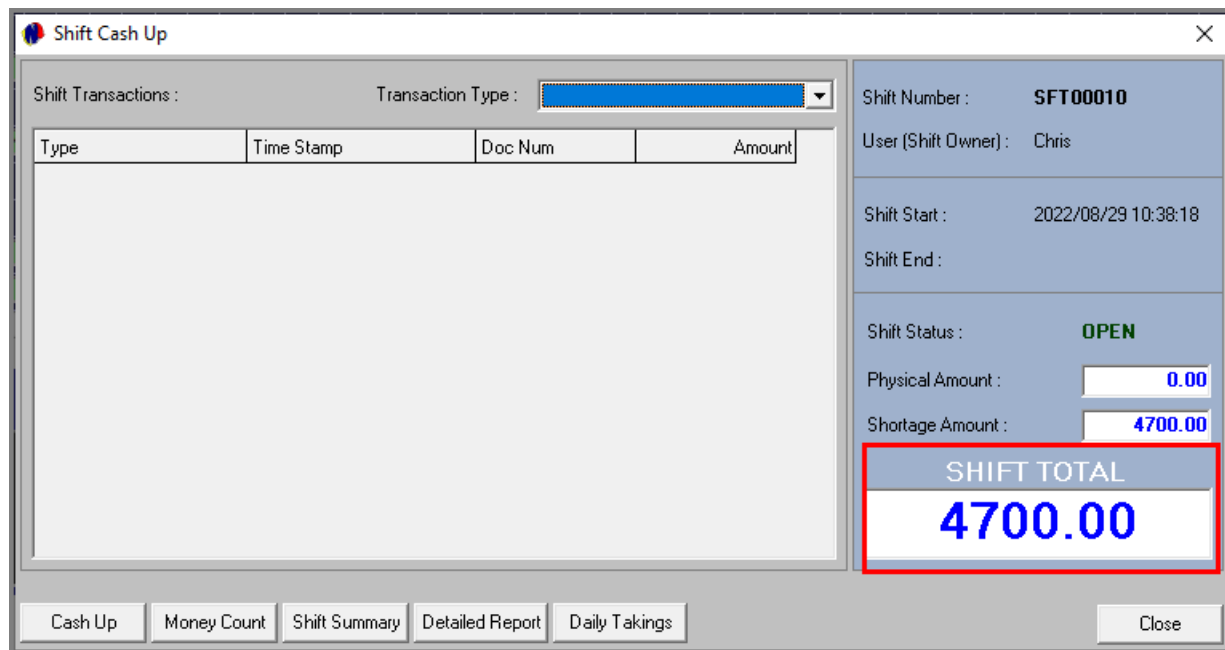 Shift Cash Up
Shift Transactions :
Transaction Type :
Type Time Stamp Doc Num Amount
Shift Number : SFT00010
User (Shift Owner) : Chris
Shift Start : 2022/08/29 10:38:18
Shift End :
Shift Status : OPEN
Physical Amount : 0.00
Shortage Amount : 4700.00
SHIFT TOTAL
4700.00
Cash Up Money Count Shift Summary Detailed Report Daily Takings Close